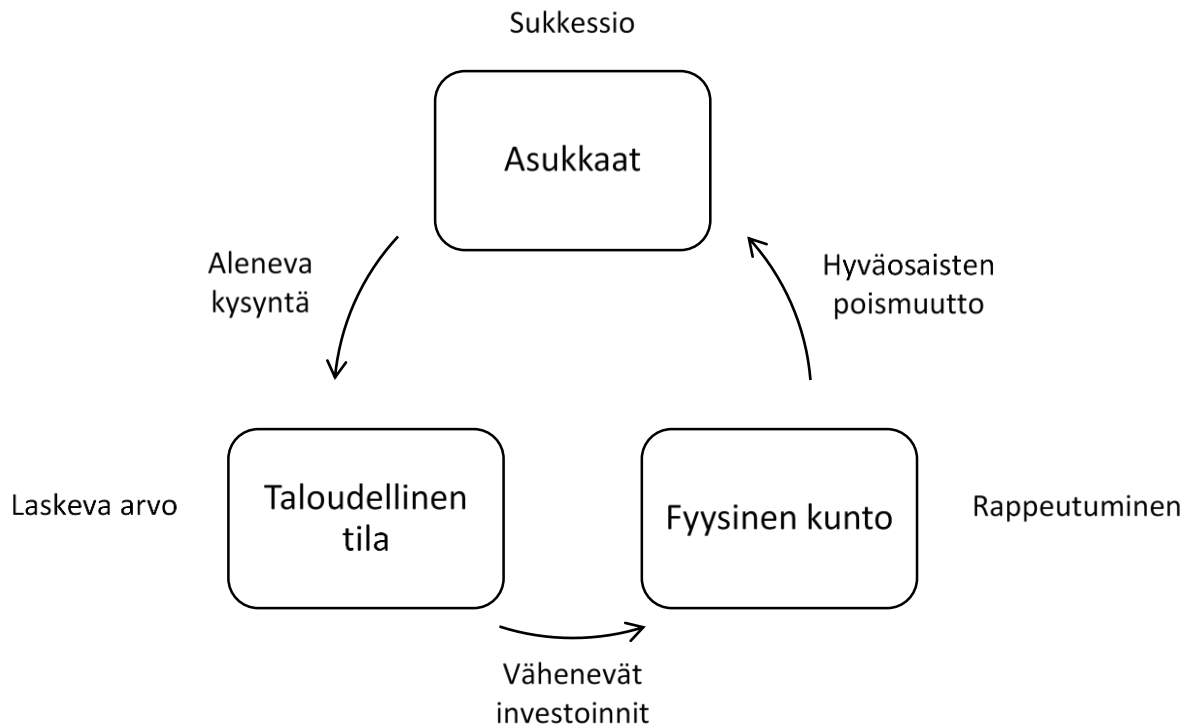 Sukkessio
Asukkaat
Aleneva
kysyntä
Hyväosaisten
poismuutto
Laskeva arvo
Taloudellinen
tila
Fyysinen kunto
Rappeutuminen
Vähenevät
investoinnit